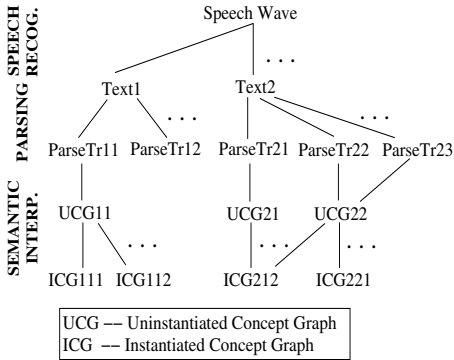 Speech Wave
SPEECH RECOG.
. . .
Text1 Text2
PARSING
. . . . . .
ParseTr11 ParseTr12 ParseTr21 ParseTr22 ParseTr23
SEMANTIC INTERP.
UCG11 UCG21 UCG22
. . . . . . . . .
ICG111 ICG112 ICG212 ICG221
UCG −− Uninstantiated Concept Graph
ICG −− Instantiated Concept Graph